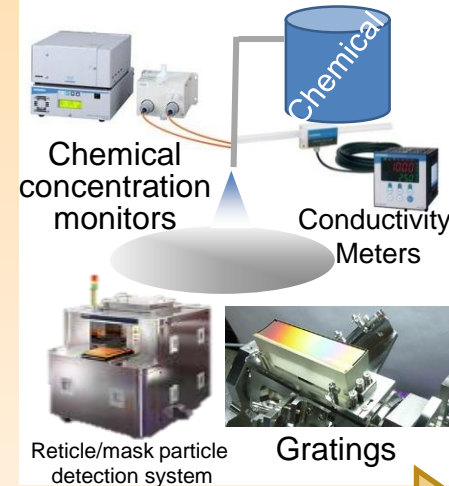 Chemical
Chemical
concentration
monitors
Conductivity
Meters
Reticle/mask particle
detection system
Gratings